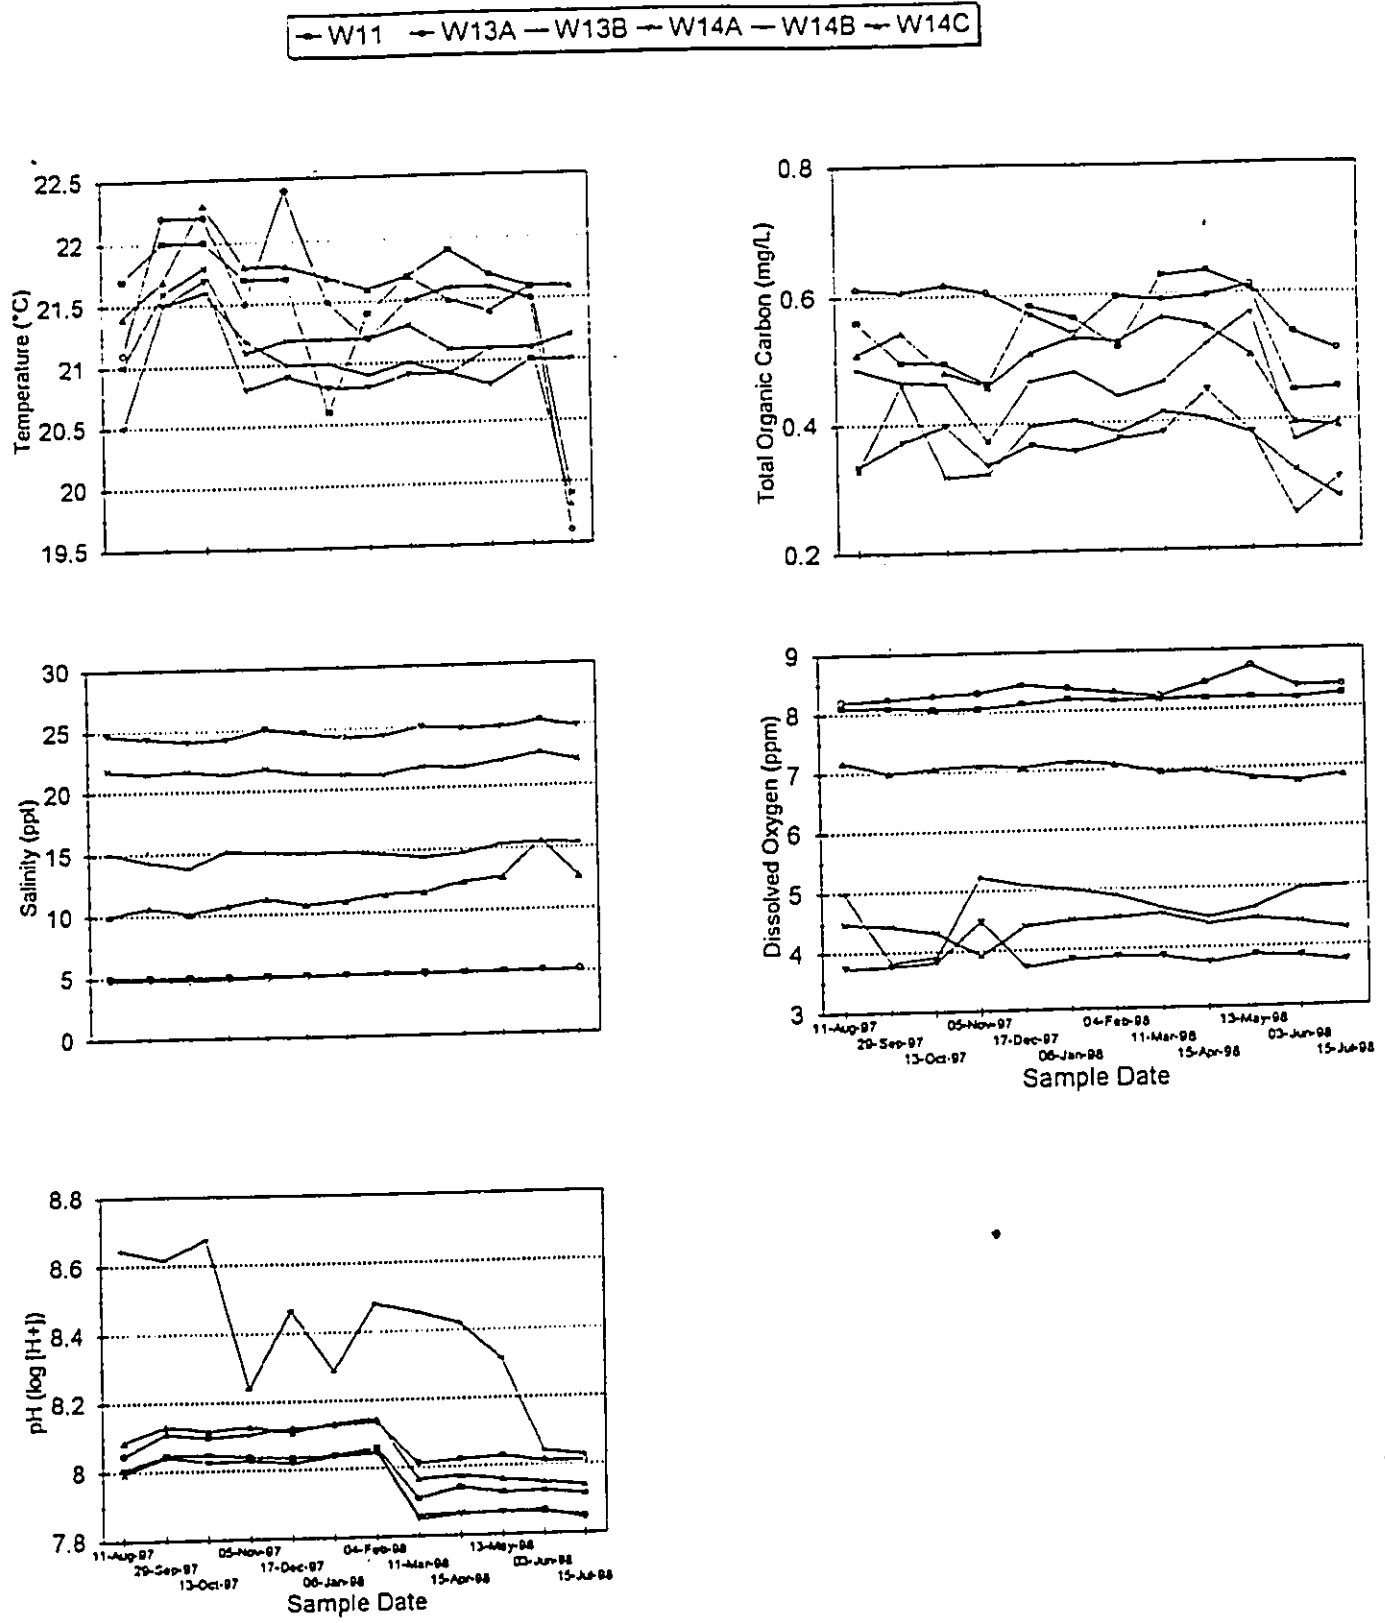 W11 W13A W13B W14A W14B W14C
22.5
22
21.5
21
20.5
20
19.5
Temperature (°C)
0.8
0.6
0.4
0.2
Total Organic Carbon (mg/L)
30
25
20
15
10
5
0
Salinity (ppl)
9
8
7
6
5
4
3
Dissolved Oxygen (ppm)
11-Aug-97 05-Nov-97 04-Feb-98 13-May-98
29-Sep-97 17-Dec-97 11-Mar-98 03-Jun-98
13-Oct-97 06-Jan-98 15-Apr-98 15-Jul-98
Sample Date
8.8
8.6
8.4
8.2
8
7.8
pH (log [H+])
11-Aug-97 05-Nov-97 04-Feb-98 13-May-98
29-Sep-97 17-Dec-97 11-Mar-98 03-Jun-98
13-Oct-97 06-Jan-98 15-Apr-98 15-Jul-98
Sample Date